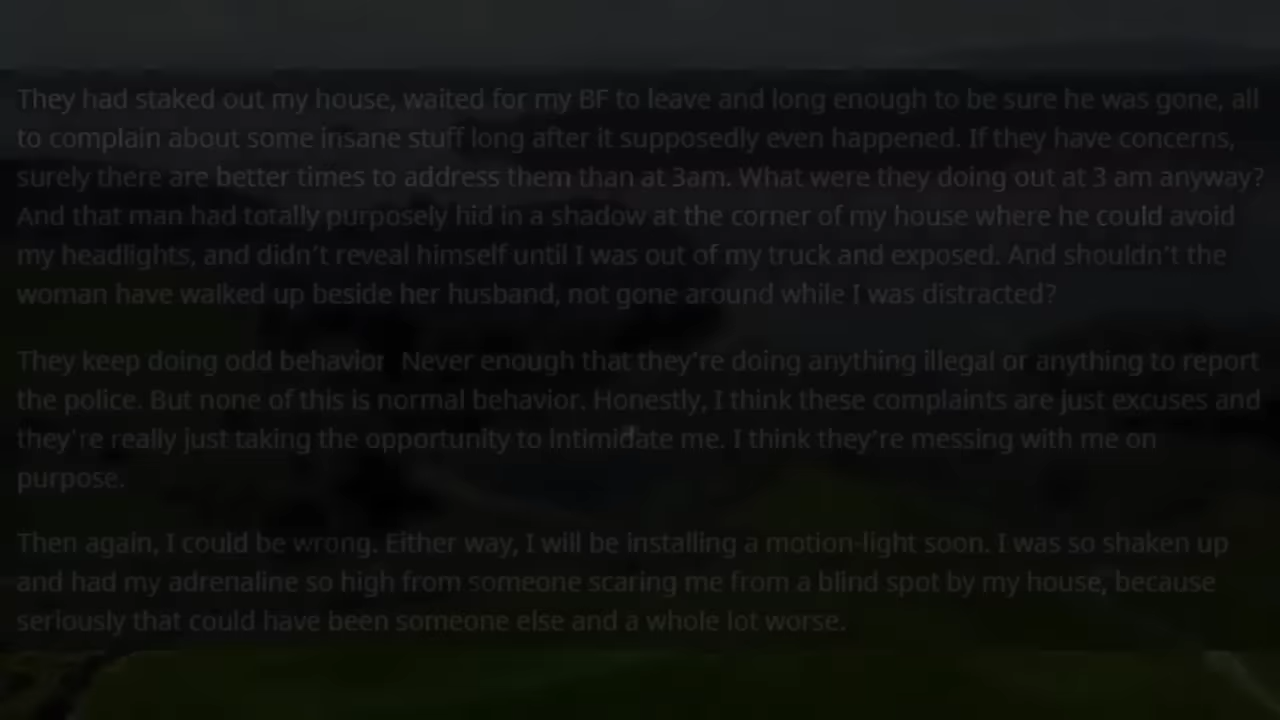 They had staked out my house, waited for my BF to leave and long enough to be sure he was gone, all
to complain about some insane stuff long after it supposedly even happened. If they have concerns,
surely there are better times to address them than at 3am. What were they doing out at 3 am anyway?
And that man had totally purposely hid in a shadow at the corner of my house where he could avoid
my headlights, and didn't reveal himself until I was out of my truck and exposed. And shouldn't the
woman have walked up beside her husband, not gone around while I was distracted?
They keep doing odd behavior  Never enough that they're doing anything illegal or anything to report
the police. But none of this is normal behavior. Honestly, I think these complaints are just excuses and
they're really just taking the opportunity to intimidate me. I think they're messing with me on
purpose.
Then again, I could be wrong. Either way, I will be installing a motion-light soon. I was so shaken up
and had my adrenaline so high from someone scaring me from a blind spot by my house, because
seriously that could have been someone else and a whole lot worse.